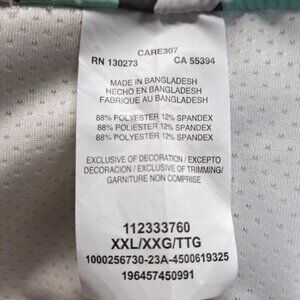 CARE307
RN 130273 CA 55394
MADE IN BANGLADESH
HECHO EN BANGLADESH
FABRIQUE AU BANGLADESH
88% POLYESTER 12% SPANDEX
88% POLIESTER 12% SPANDEX
88% POLYESTER 12% SPANDEX
EXCLUSIVE OF DECORATION / EXCEPTO
DECORACION / EXCLUSIVE OF TRIMMING/
GARNITURE NON COMPRISE
112333760
XXL/XXG/TTG
1000256730-23A-4500619325
196457450991